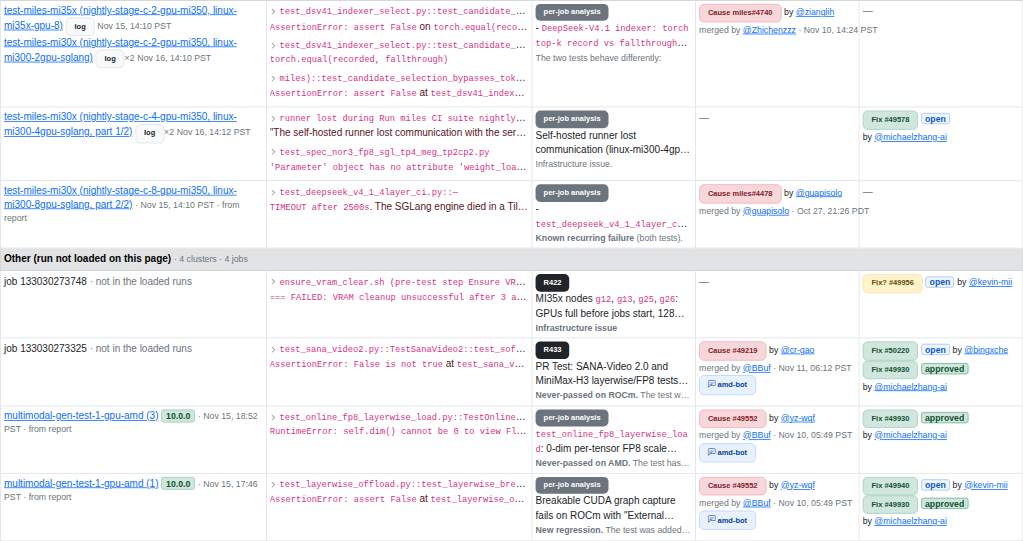 test-miles-mi35x (nightly-stage-c-2-gpu-mi350, linux-mi35x-gpu-8) log Nov 15, 14:10 PST
test-miles-mi30x (nightly-stage-c-2-gpu-mi350, linux-mi300-2gpu-sglang) log ×2 Nov 16, 14:10 PST
› test_dsv41_indexer_select.py::test_candidate_…
AssertionError: assert False on torch.equal(reco…
› test_dsv41_indexer_select.py::test_candidate_…
torch.equal(recorded, fallthrough)
› miles)::test_candidate_selection_bypasses_tok…
AssertionError: assert False at test_dsv41_index…
per-job analysis
- DeepSeek-V4.1 indexer: torch
top-k record vs fallthrough…
The two tests behave differently:
Cause miles#4740 by @zianglih
merged by @Zhichenzzz · Nov 10, 14:24 PST
—
test-miles-mi30x (nightly-stage-c-4-gpu-mi350, linux-mi300-4gpu-sglang, part 1/2) log ×2 Nov 16, 14:12 PST
› runner lost during Run miles CI suite nightly…
"The self-hosted runner lost communication with the ser…
› test_spec_nor3_fp8_sgl_tp4_meg_tp2cp2.py
'Parameter' object has no attribute 'weight_loa…
per-job analysis
Self-hosted runner lost
communication (linux-mi300-4gp…
Infrastructure issue.
—
Fix #49578 open
by @michaelzhang-ai
test-miles-mi30x (nightly-stage-c-8-gpu-mi350, linux-mi300-8gpu-sglang, part 2/2) · Nov 15, 14:10 PST · from report
› test_deepseek_v4_1_4layer_ci.py::—
TIMEOUT after 2500s. The SGLang engine died in a Til…
per-job analysis
-
test_deepseek_v4_1_4layer_c…
Known recurring failure (both tests).
Cause miles#4478 by @guapisolo
merged by @guapisolo · Oct 27, 21:26 PDT
—
Other (run not loaded on this page) · 4 clusters · 4 jobs
job 133030273748 · not in the loaded runs
› ensure_vram_clear.sh (pre-test step Ensure VR…
=== FAILED: VRAM cleanup unsuccessful after 3 a…
R422
MI35x nodes g12, g13, g25, g26:
GPUs full before jobs start, 128…
Infrastructure issue
—
Fix? #49956 open by @kevin-mii
job 133030273325 · not in the loaded runs
› test_sana_video2.py::TestSanaVideo2::test_sof…
AssertionError: False is not true at test_sana_v…
R433
PR Test: SANA-Video 2.0 and
MiniMax-H3 layerwise/FP8 tests…
Never-passed on ROCm. The test w…
Cause #49219 by @cr-gao
merged by @BBuf · Nov 11, 06:12 PST
amd-bot
Fix #50220 open by @bingxche
Fix #49930 approved
by @michaelzhang-ai
multimodal-gen-test-1-gpu-amd (3) 10.0.0 · Nov 15, 18:52 PST · from report
› test_online_fp8_layerwise_load.py::TestOnline…
RuntimeError: self.dim() cannot be 0 to view Fl…
per-job analysis
test_online_fp8_layerwise_loa
d: 0-dim per-tensor FP8 scale…
Never-passed on AMD. The test has…
Cause #49552 by @yz-wqf
merged by @BBuf · Nov 10, 05:49 PST
amd-bot
Fix #49930 approved
by @michaelzhang-ai
multimodal-gen-test-1-gpu-amd (1) 10.0.0 · Nov 15, 17:46 PST · from report
› test_layerwise_offload.py::test_layerwise_bre…
AssertionError: assert False at test_layerwise_o…
per-job analysis
Breakable CUDA graph capture
fails on ROCm with "External…
New regression. The test was added…
Cause #49552 by @yz-wqf
merged by @BBuf · Nov 10, 05:49 PST
amd-bot
Fix #49940 open by @kevin-mii
Fix #49930 approved
by @michaelzhang-ai